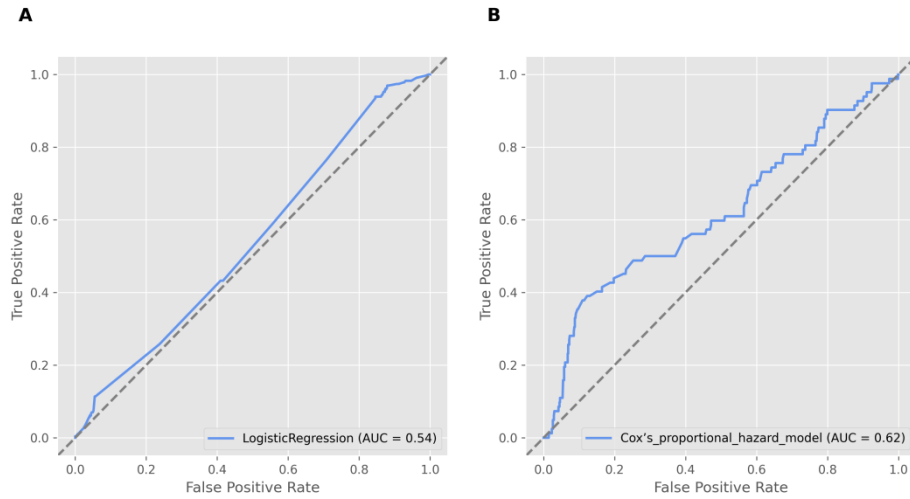 A
1.0
0.8
0.6
0.4
0.2
0.0
True Positive Rate
0.0 0.2 0.4 0.6 0.8 1.0
False Positive Rate
LogisticRegression (AUC = 0.54)
B
1.0
0.8
0.6
0.4
0.2
0.0
True Positive Rate
0.0 0.2 0.4 0.6 0.8 1.0
False Positive Rate
Cox’s_proportional_hazard_model (AUC = 0.62)